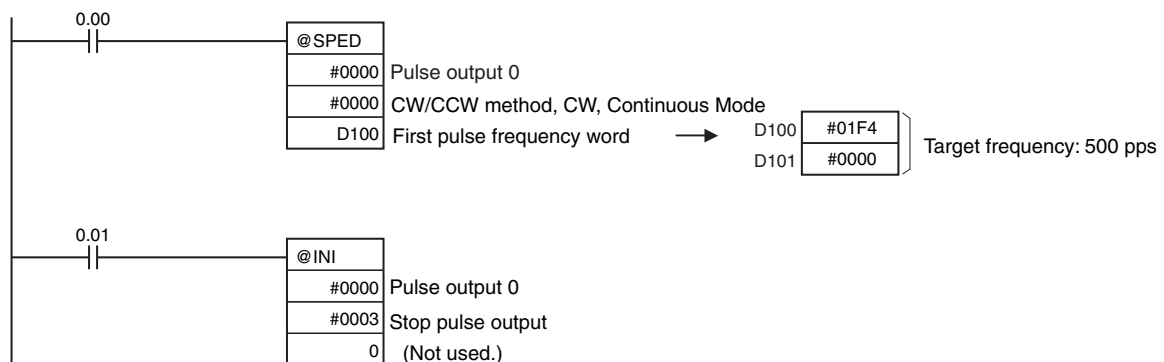 0.00
@SPED
#0000 Pulse output 0
#0000 CW/CCW method, CW, Continuous Mode
D100 First pulse frequency word
D100 #01F4
D101 #0000
Target frequency: 500 pps
0.01
@INI
#0000 Pulse output 0
#0003 Stop pulse output
0 (Not used.)